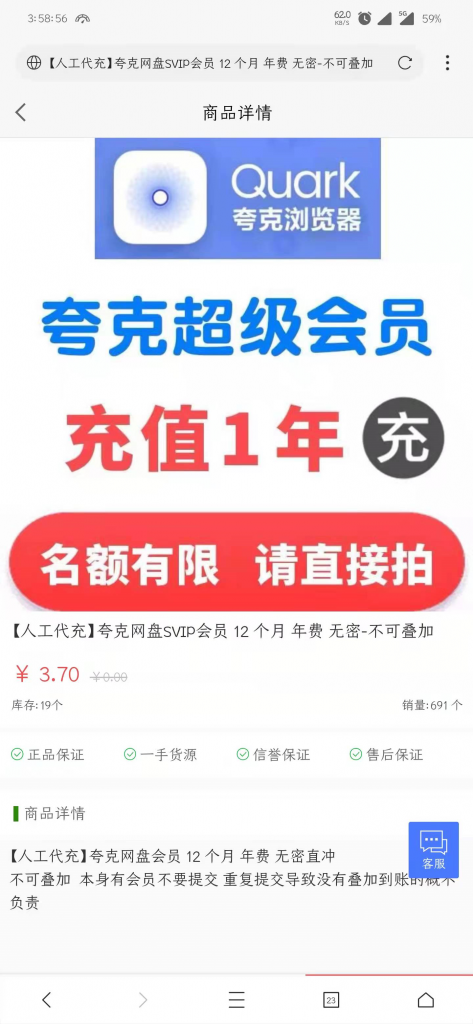 3:58:56
62.0
KB/S
5G
59%
【人工代充】夸克网盘SVIP会员 12 个月 年费 无密-不可叠加
商品详情
Quark
夸克浏览器
夸克超级会员
充值1年 充
名额有限 请直接拍
【人工代充】夸克网盘SVIP会员 12 个月 年费 无密-不可叠加
¥ 3.70 ¥0.00
库存:19个 销量:691 个
正品保证 一手货源 信誉保证 售后保证
商品详情
【人工代充】夸克网盘会员 12 个月 年费 无密直冲
不可叠加 本身有会员不要提交 重复提交导致没有叠加到账的概不
负责
客服
23